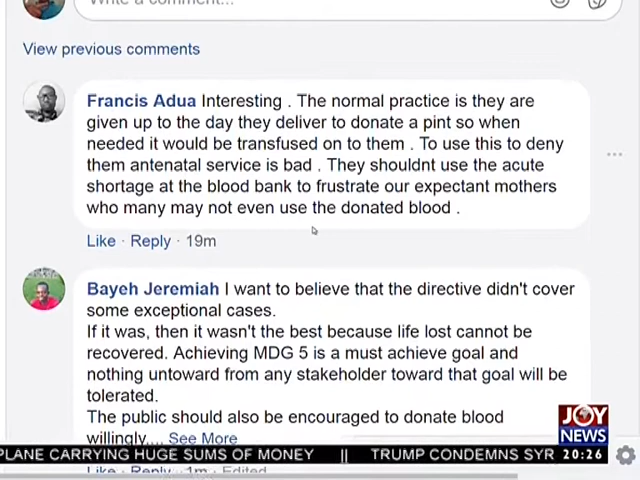 Write a comment...
View previous comments
Francis Adua Interesting . The normal practice is they are
given up to the day they deliver to donate a pint so when
needed it would be transfused on to them . To use this to deny
them antenatal service is bad . They shouldnt use the acute
shortage at the blood bank to frustrate our expectant mothers
who many may not even use the donated blood .
Like · Reply · 19m
Bayeh Jeremiah I want to believe that the directive didn't cover
some exceptional cases.
If it was, then it wasn't the best because life lost cannot be
recovered. Achieving MDG 5 is a must achieve goal and
nothing untoward from any stakeholder toward that goal will be
tolerated.
The public should also be encouraged to donate blood
willingly.... See More
JOY
NEWS
PLANE CARRYING HUGE SUMS OF MONEY || TRUMP CONDEMNS SYR 20:26
Like · Reply · 1m · Edited